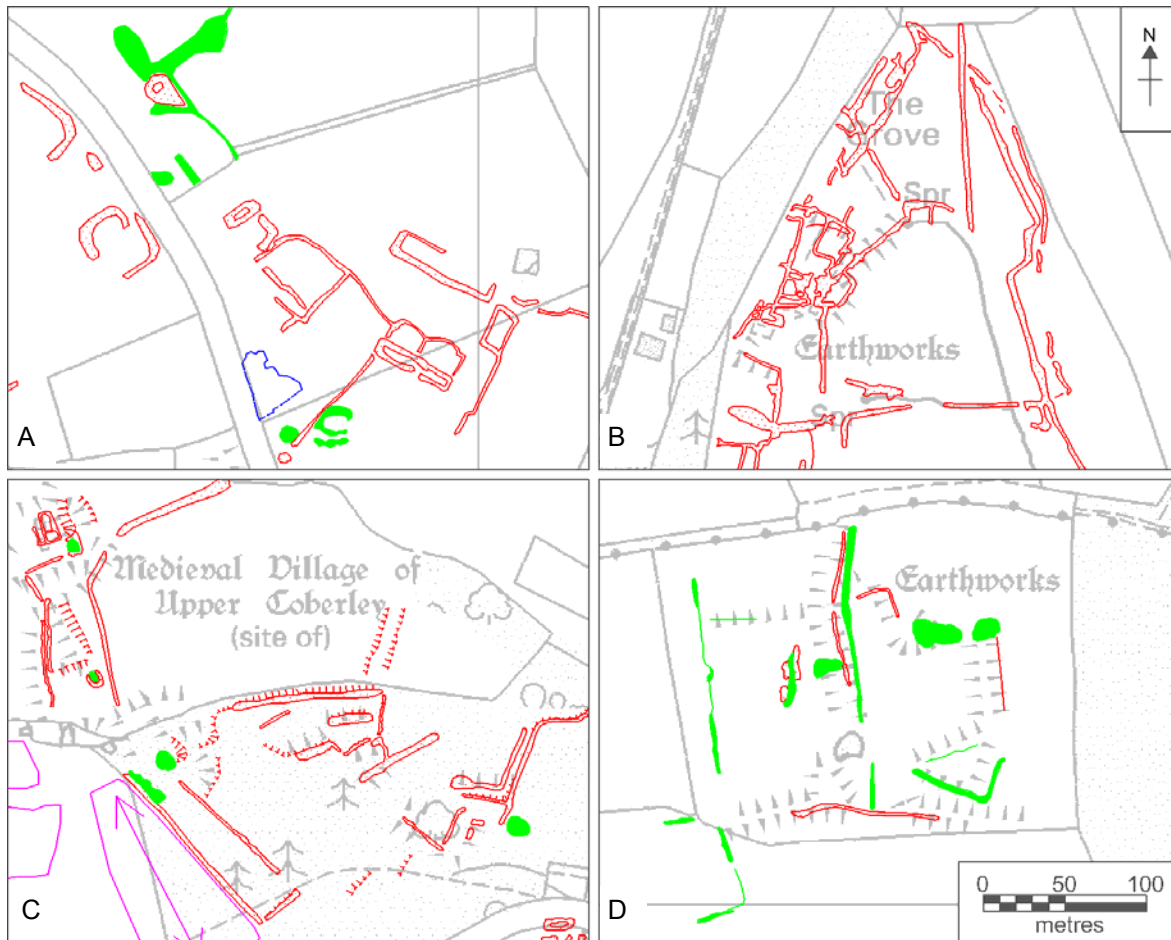 A
The
Grove
Spr
Earthworks
Spr
B
N
Medieval Village of
Upper Coberley
(site of)
C
Earthworks
D
0 50 100
metres